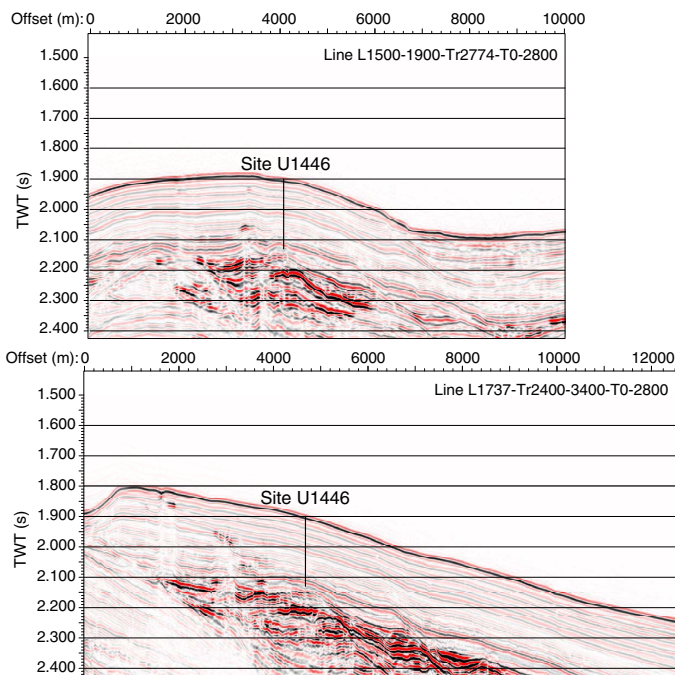 Offset (m): 0 2000 4000 6000 8000 10000
Line L1500-1900-Tr2774-T0-2800
1.500
1.600
1.700
1.800
Site U1446
1.900
2.000
2.100
2.200
2.300
2.400
TWT (s)
Offset (m): 0 2000 4000 6000 8000 10000 12000
Line L1737-Tr2400-3400-T0-2800
1.500
1.600
1.700
1.800
Site U1446
1.900
2.000
2.100
2.200
2.300
2.400
TWT (s)